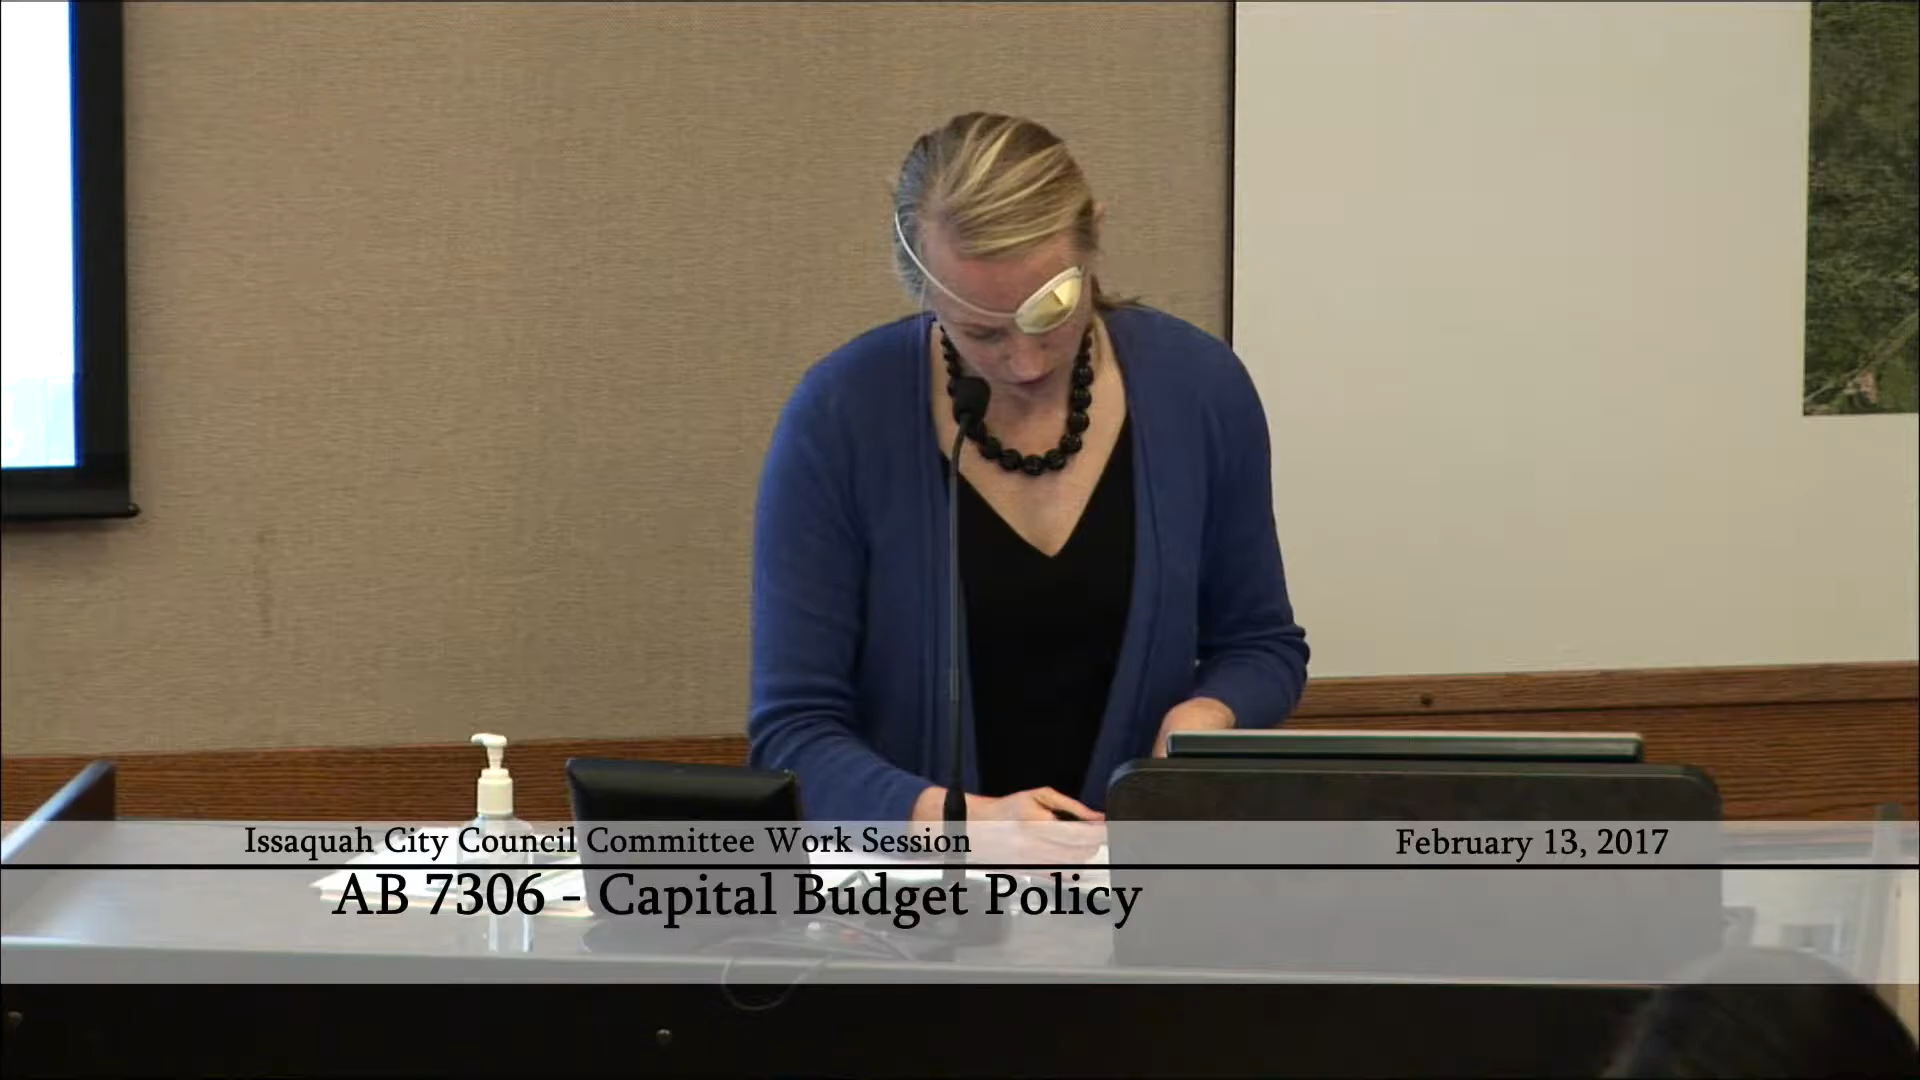 Issaquah City Council Committee Work Session
February 13, 2017
AB 7306 - Capital Budget Policy